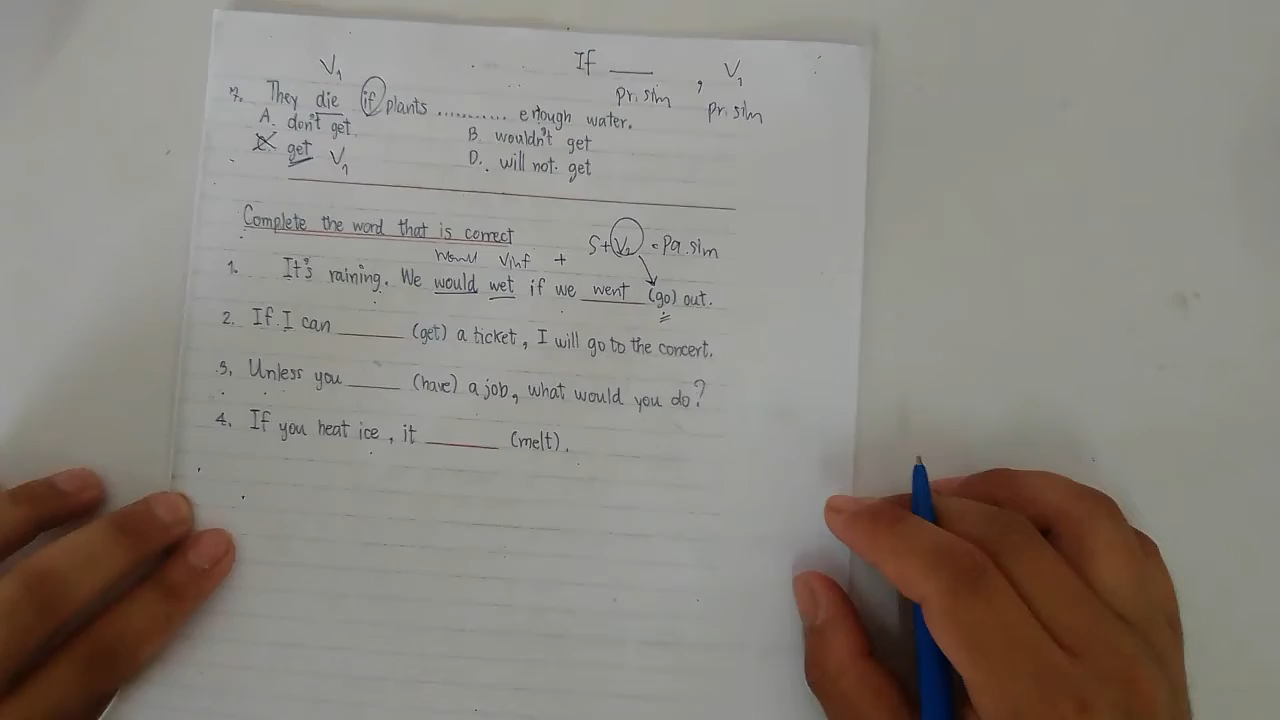 If ___ , V1
pr.sim pr.sim
V1
7. They die if plants .......... enough water.
A. don't get
B. wouldn't get
get V1
D. will not get
Complete the word that is correct
would Vinf + S+V2 = Pa.sim
1. It's raining. We would wet if we went (go) out.
2. If I can ______ (get) a ticket, I will go to the concert.
3. Unless you _____ (have) a job, what would you do?
4. If you heat ice, it ______ (melt).